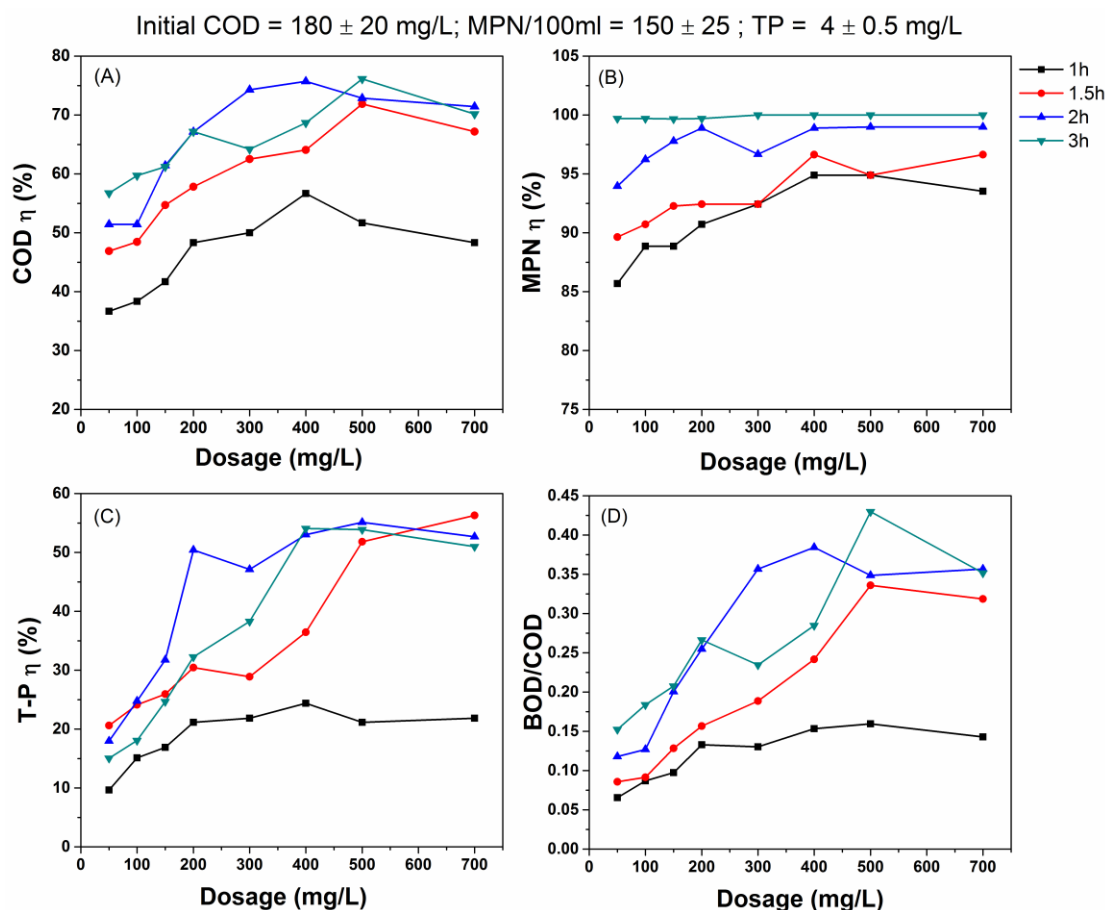 Initial COD = 180 ± 20 mg/L; MPN/100ml = 150 ± 25 ; TP = 4 ± 0.5 mg/L
(A)
80
70
60
50
40
30
20
COD η (%)
0 100 200 300 400 500 600 700
Dosage (mg/L)
(B)
105
100
95
90
85
80
75
MPN η (%)
0 100 200 300 400 500 600 700
Dosage (mg/L)
1h
1.5h
2h
3h
(C)
60
50
40
30
20
10
0
T-P η (%)
0 100 200 300 400 500 600 700
Dosage (mg/L)
(D)
0.45
0.40
0.35
0.30
0.25
0.20
0.15
0.10
0.05
0.00
BOD/COD
0 100 200 300 400 500 600 700
Dosage (mg/L)